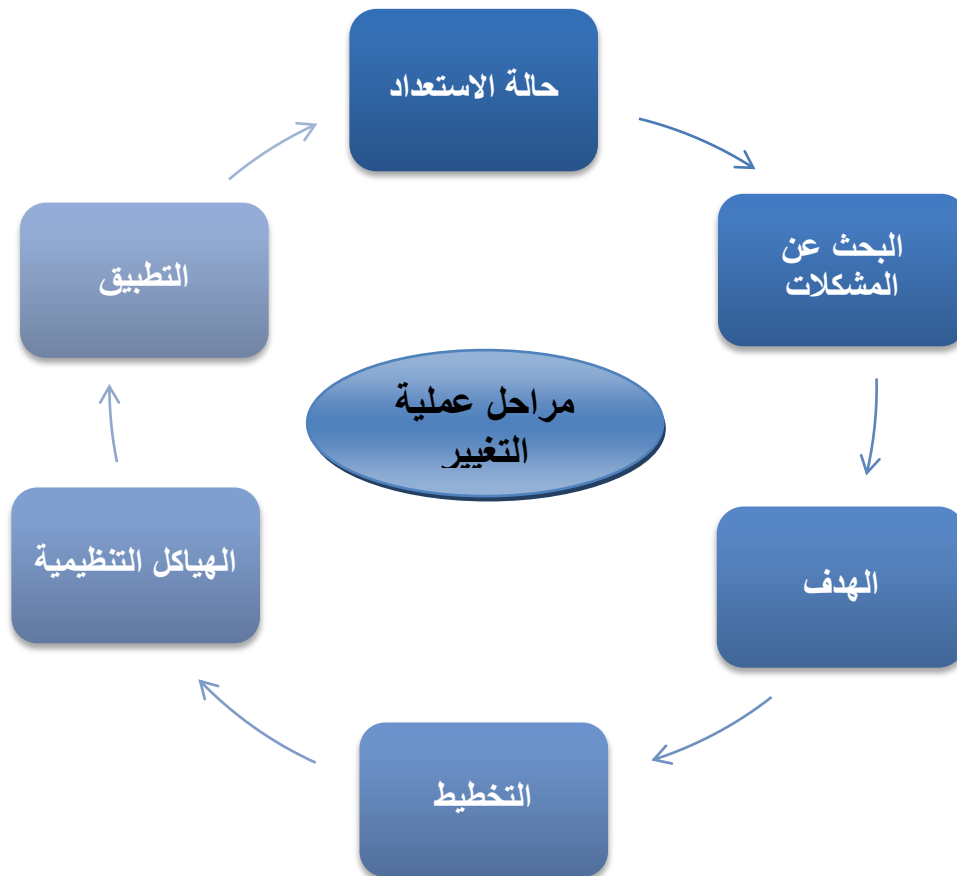 حالة الاستعداد
البحث عن
المشكلات
الهدف
التخطيط
الهياكل التنظيمية
التطبيق
مراحل عملية
التغيير